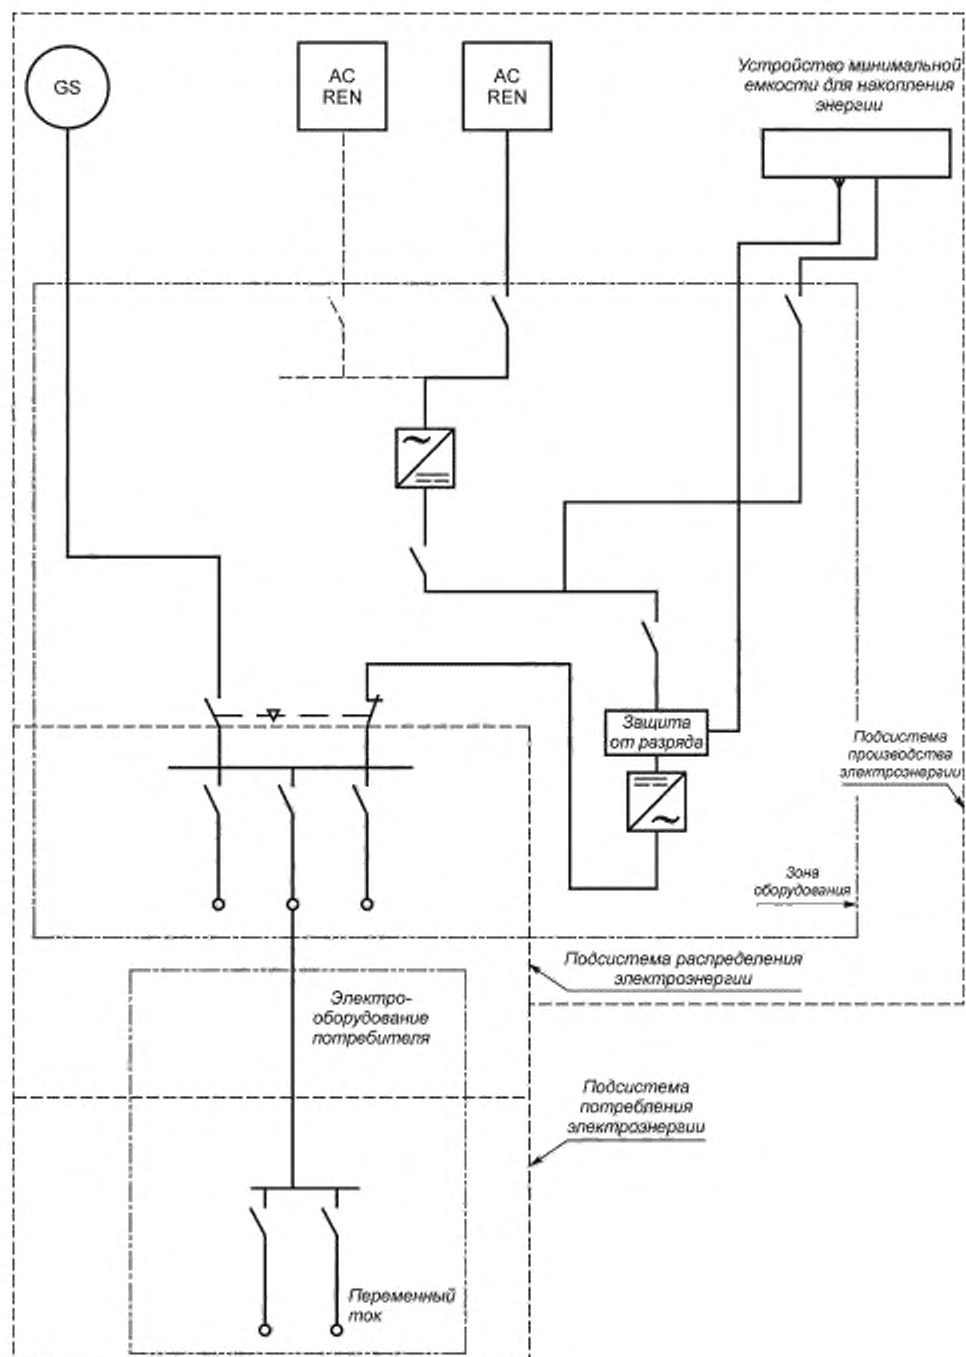 GS
AC
REN
AC
REN
Устройство минимальной
емкости для накопления
энергии
Защита
от разряда
Подсистема
производства
электроэнергии
Зона
оборудования
Подсистема распределения
электроэнергии
Электро-
оборудование
потребителя
Подсистема
потребления
электроэнергии
Переменный
ток